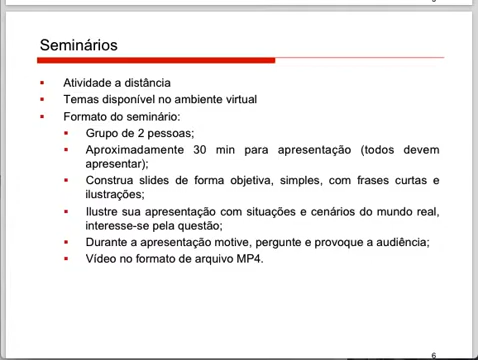 Seminários
Atividade a distância
Temas disponível no ambiente virtual
Formato do seminário:
Grupo de 2 pessoas;
Aproximadamente 30 min para apresentação (todos devem
apresentar);
Construa slides de forma objetiva, simples, com frases curtas e
ilustrações;
Ilustre sua apresentação com situações e cenários do mundo real,
interesse-se pela questão;
Durante a apresentação motive, pergunte e provoque a audiência;
Vídeo no formato de arquivo MP4.
6